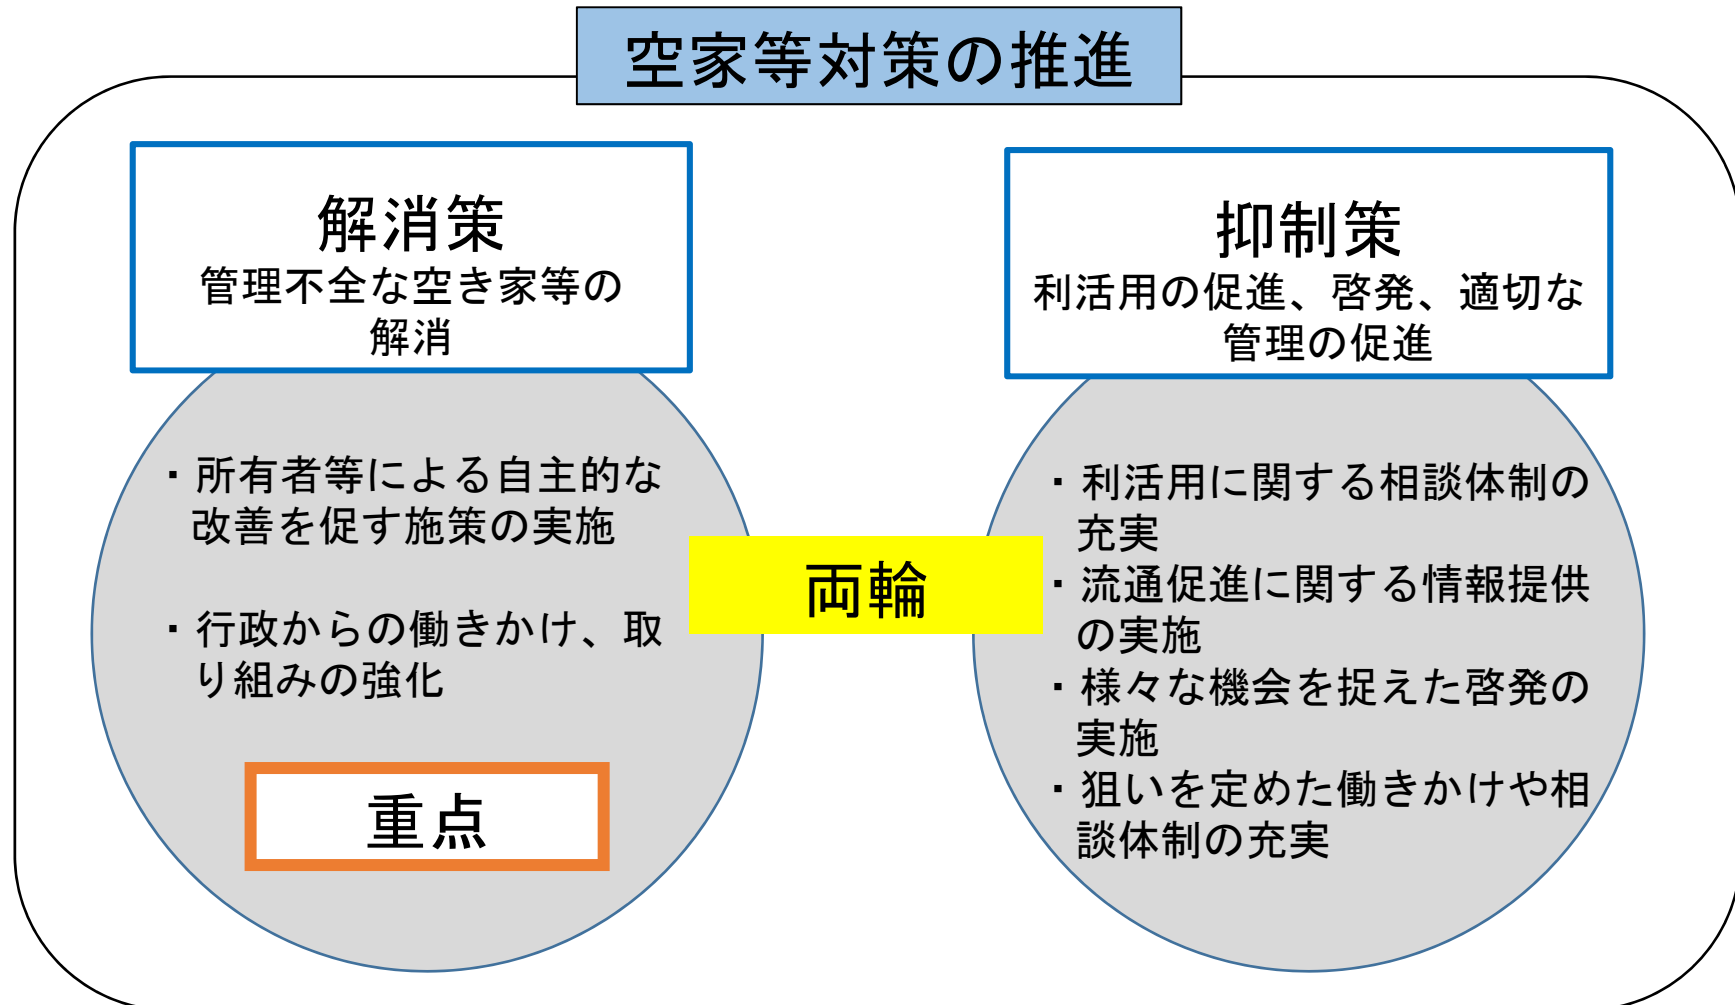 空家等対策の推進
解消策
管理不全な空き家等の
解消
・所有者等による自主的な
改善を促す施策の実施
・行政からの働きかけ、取
り組みの強化
重点
両輪
抑制策
利活用の促進、啓発、適切な
管理の促進
・利活用に関する相談体制の
充実
・流通促進に関する情報提供
の実施
・様々な機会を捉えた啓発の
実施
・狙いを定めた働きかけや相
談体制の充実